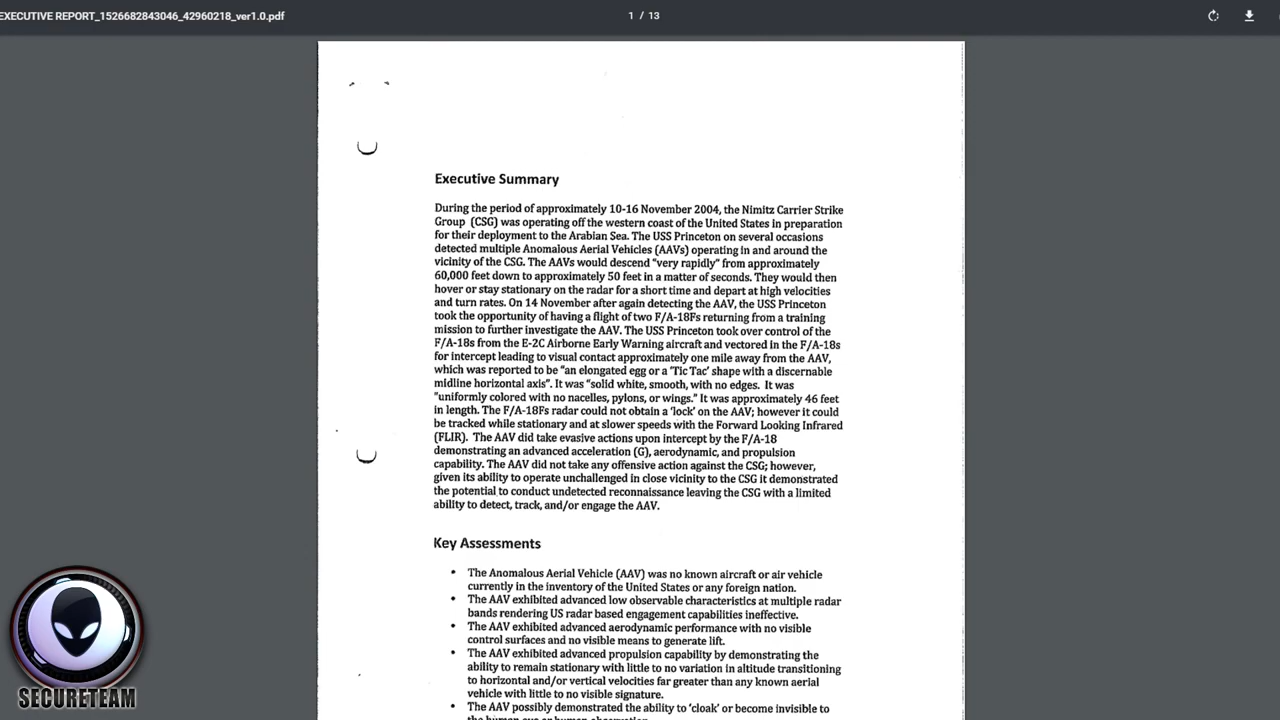 EXECUTIVE REPORT_1526682843046_42960218_ver1.0.pdf
1 / 13
Executive Summary
During the period of approximately 10-16 November 2004, the Nimitz Carrier Strike
Group (CSG) was operating off the western coast of the United States in preparation
for their deployment to the Arabian Sea. The USS Princeton on several occasions
detected multiple Anomalous Aerial Vehicles (AAVs) operating in and around the
vicinity of the CSG. The AAVs would descend "very rapidly" from approximately
60,000 feet down to approximately 50 feet in a matter of seconds. They would then
hover or stay stationary on the radar for a short time and depart at high velocities
and turn rates. On 14 November after again detecting the AAV, the USS Princeton
took the opportunity of having a flight of two F/A-18Fs returning from a training
mission to further investigate the AAV. The USS Princeton took over control of the
F/A-18s from the E-2C Airborne Early Warning aircraft and vectored in the F/A-18s
for intercept leading to visual contact approximately one mile away from the AAV,
which was reported to be "an elongated egg or a 'Tic Tac' shape with a discernable
midline horizontal axis". It was "solid white, smooth, with no edges. It was
"uniformly colored with no nacelles, pylons, or wings." It was approximately 46 feet
in length. The F/A-18Fs radar could not obtain a 'lock' on the AAV; however it could
be tracked while stationary and at slower speeds with the Forward Looking Infrared
(FLIR). The AAV did take evasive actions upon intercept by the F/A-18
demonstrating an advanced acceleration (G), aerodynamic, and propulsion
capability. The AAV did not take any offensive action against the CSG; however,
given its ability to operate unchallenged in close vicinity to the CSG it demonstrated
the potential to conduct undetected reconnaissance leaving the CSG with a limited
ability to detect, track, and/or engage the AAV.
Key Assessments
• The Anomalous Aerial Vehicle (AAV) was no known aircraft or air vehicle
currently in the inventory of the United States or any foreign nation.
• The AAV exhibited advanced low observable characteristics at multiple radar
bands rendering US radar based engagement capabilities ineffective.
• The AAV exhibited advanced aerodynamic performance with no visible
control surfaces and no visible means to generate lift.
• The AAV exhibited advanced propulsion capability by demonstrating the
ability to remain stationary with little to no variation in altitude transitioning
to horizontal and/or vertical velocities far greater than any known aerial
vehicle with little to no visible signature.
• The AAV possibly demonstrated the ability to 'cloak' or become invisible to
the human eye or human observation.
SECURETEAM